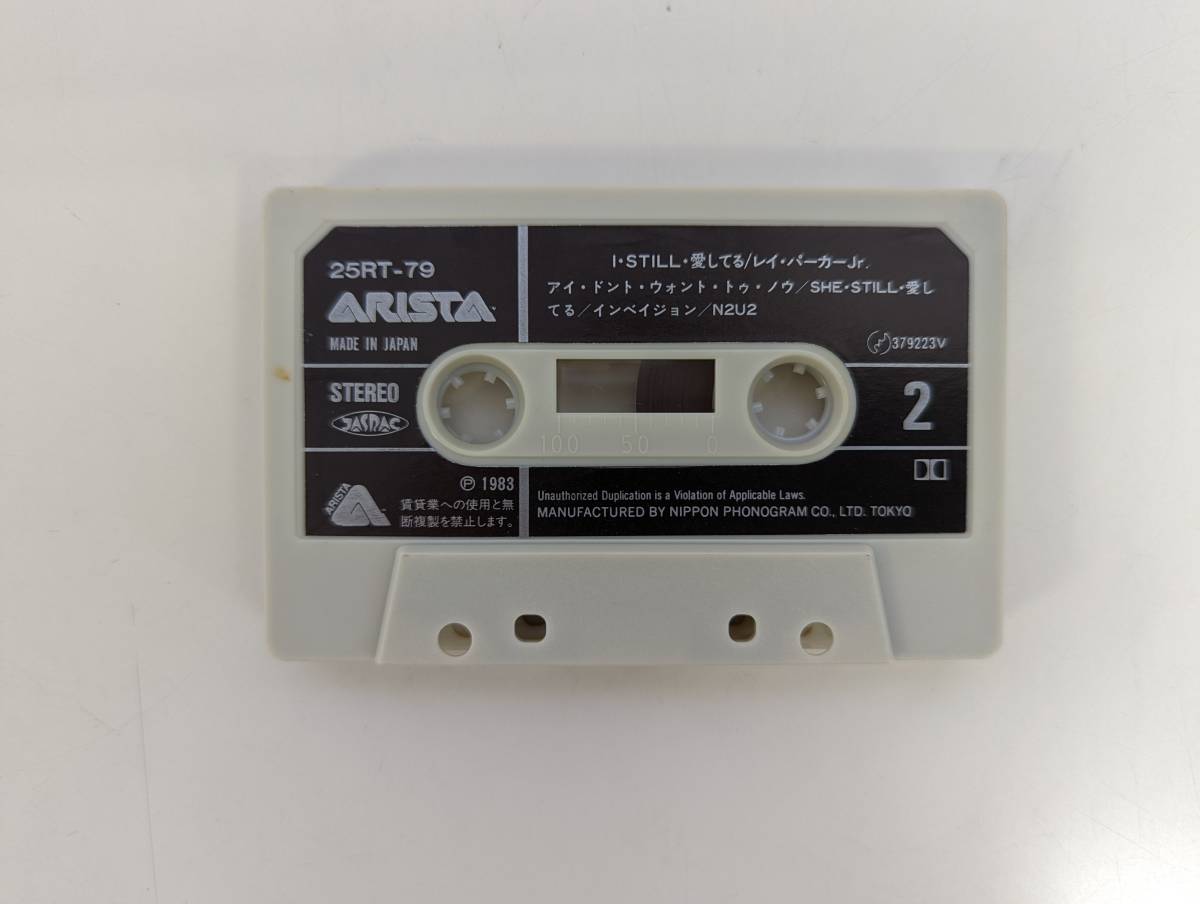 25RT-79
ARISTA
MADE IN JAPAN
I・STILL・愛してる/レイ・パーカーJr.
アイ・ドント・ウォント・トゥ・ノウ/SHE・STILL・愛し
てる/インベイジョン/N2U2
379223V
STEREO
JASRAC
2
100 50 0
ARISTA
Ⓟ 1983
賃貸業への使用と無
断複製を禁止します。
Unauthorized Duplication is a Violation of Applicable Laws.
MANUFACTURED BY NIPPON PHONOGRAM CO., LTD. TOKYO